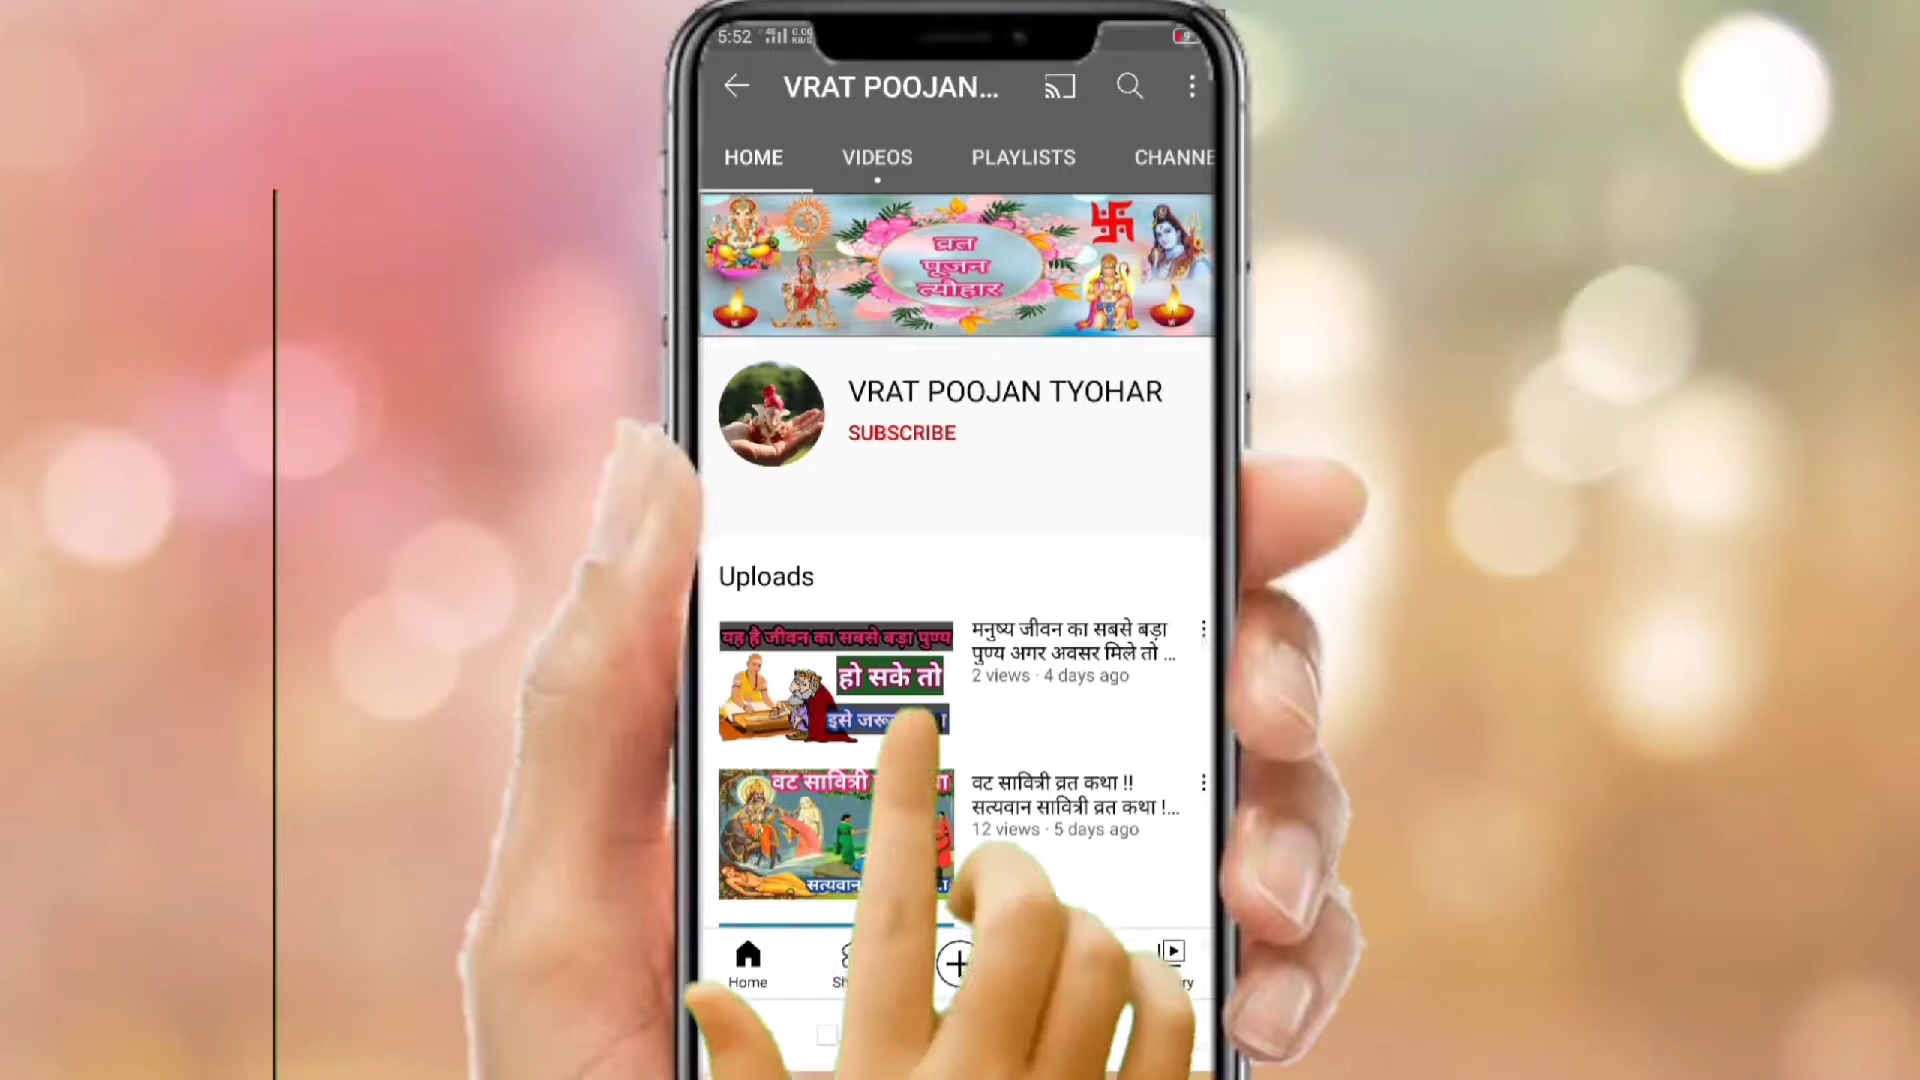 5:52
VRAT POOJAN...
HOME VIDEOS PLAYLISTS CHANNE
व्रत
पूजन
त्योहार
VRAT POOJAN TYOHAR
SUBSCRIBE
Uploads
यह है जीवन का सबसे बड़ा पुण्य
हो सके तो
इसे
मनुष्य जीवन का सबसे बड़ा
पुण्य अगर अवसर मिले तो ...
2 views · 4 days ago
वट सावित्री
सत्यवान
वट सावित्री व्रत कथा !!
सत्यवान सावित्री व्रत कथा !...
12 views · 5 days ago
Home